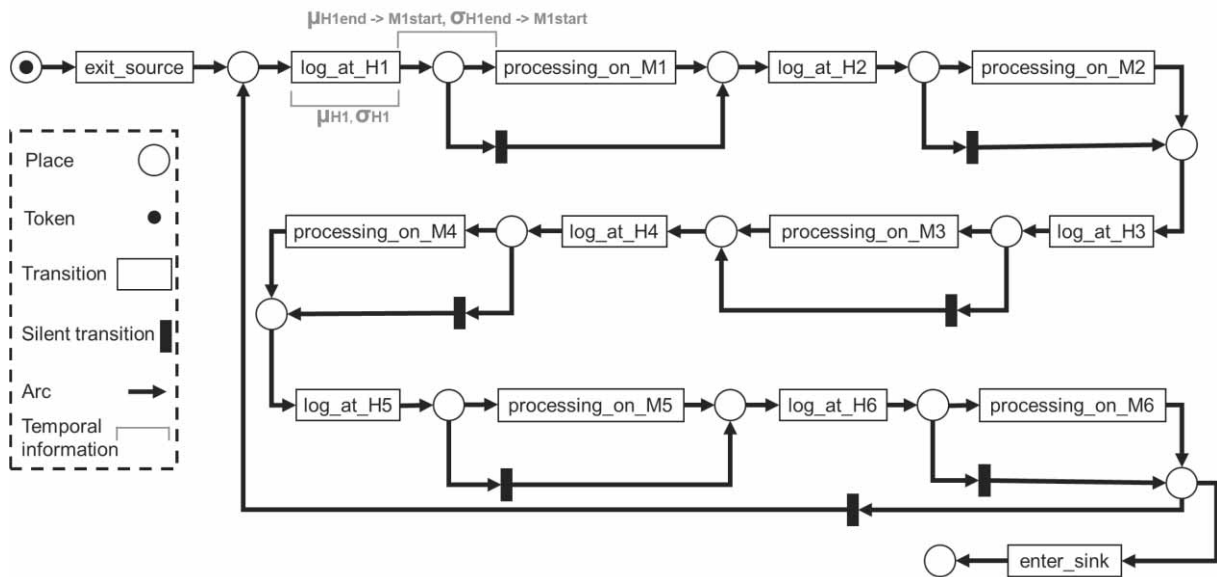 μH1end -> M1start, σH1end -> M1start
exit_source
log_at_H1
processing_on_M1
log_at_H2
processing_on_M2
μH1, σH1
Place
Token
Transition
Silent transition
Arc
Temporal
information
processing_on_M4
log_at_H4
processing_on_M3
log_at_H3
log_at_H5
processing_on_M5
log_at_H6
processing_on_M6
enter_sink